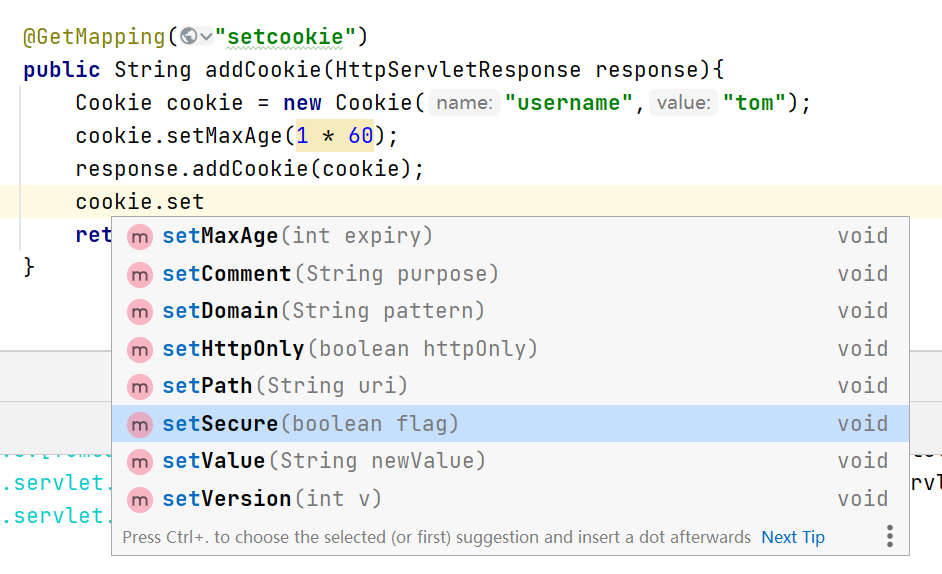 @GetMapping("setcookie")
public String addCookie(HttpServletResponse response){
Cookie cookie = new Cookie( name: "username", value: "tom");
cookie.setMaxAge(1 * 60);
response.addCookie(cookie);
cookie.set
ret
}
m setMaxAge(int expiry) void
m setComment(String purpose) void
m setDomain(String pattern) void
m setHttpOnly(boolean httpOnly) void
m setPath(String uri) void
m setSecure(boolean flag) void
m setValue(String newValue) void
m setVersion(int v) void
Press Ctrl+. to choose the selected (or first) suggestion and insert a dot afterwards Next Tip
.servlet.
.servlet.